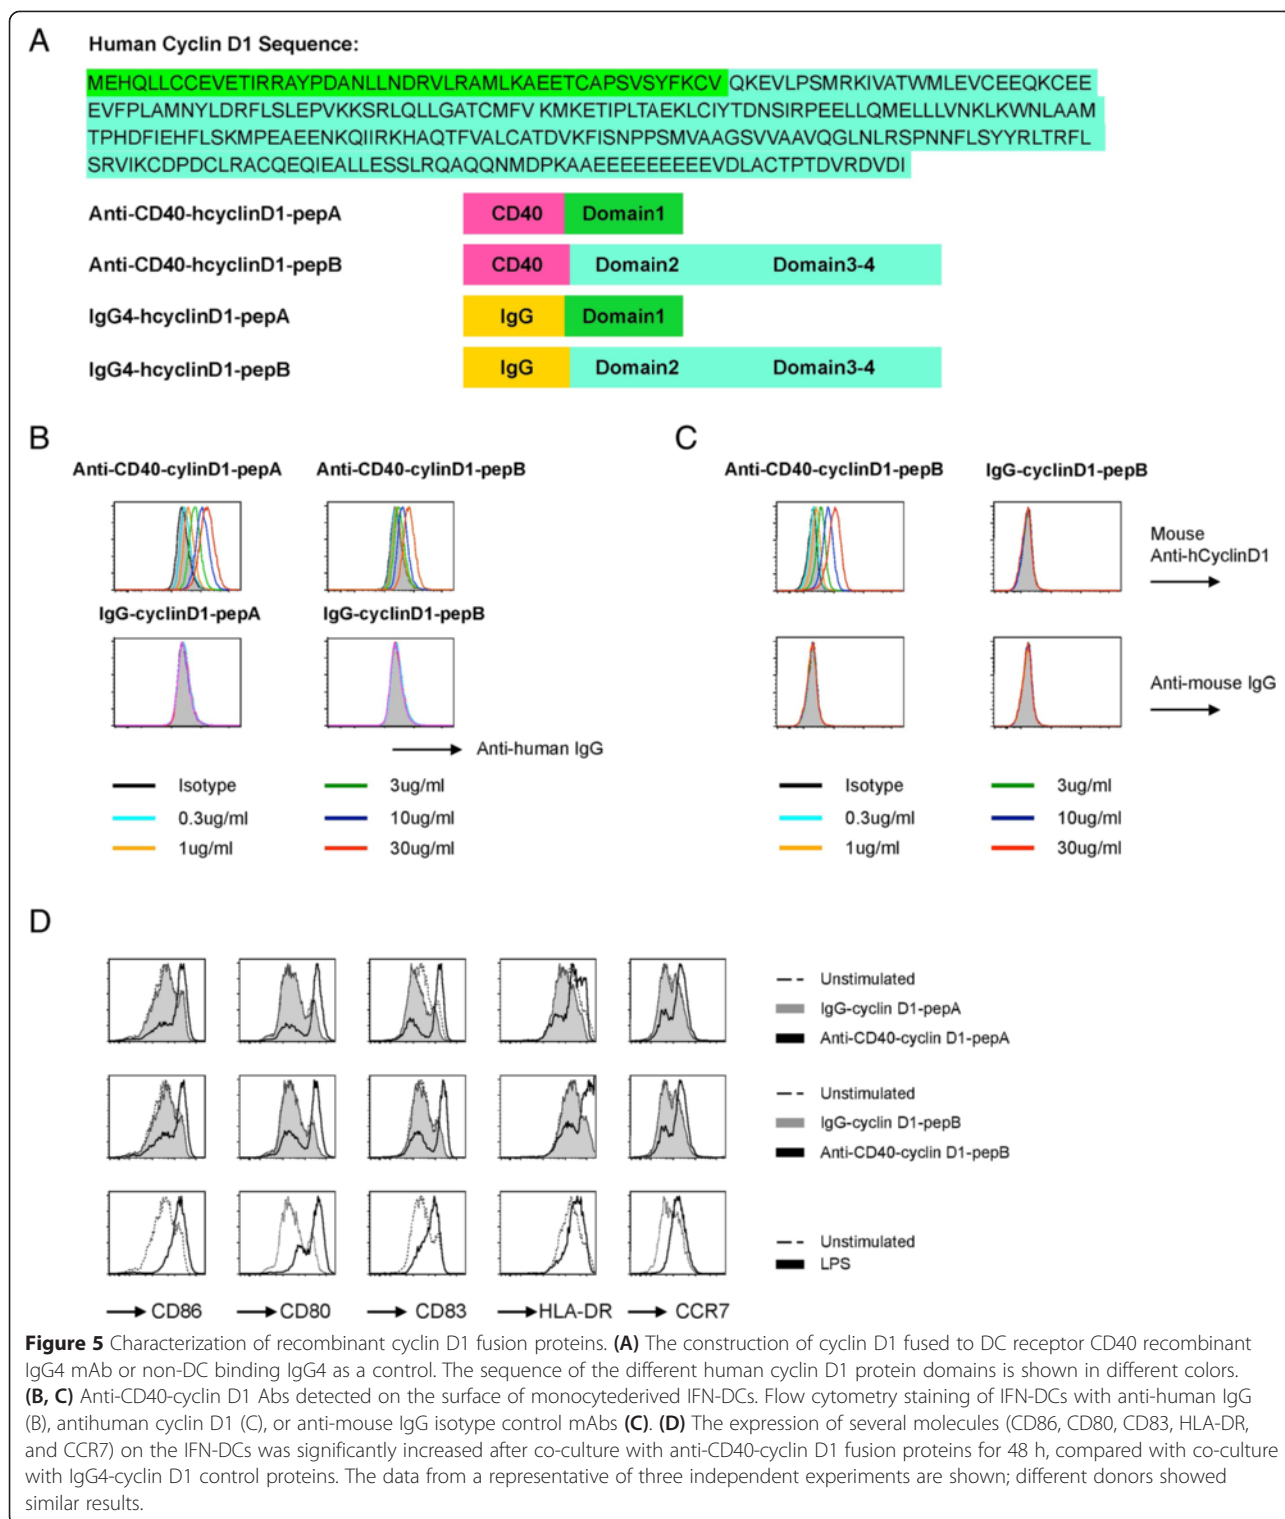 A
Human Cyclin D1 Sequence:
MEHQLLCCEVETIRRAYPDANLLNDRVLRAMLKAEETCAPSVSYFKCV QKEVLPSMRKIVATWMLEVCEEQKCEE
EVFPLAMNYLDRFLSLEPVKKSRLQLLGATCMFV KMKETIPLTAEKLCIYTDNSIRPEELLQMELLLVNKLKWNLAAM
TPHDFIEHFLSKMPEAEENKQIIRKHAQTFVALCATDVKFISNPPSMVAAGSVVAAVQGLNLRSPNNFLSYYRLTRFL
SRVIKCDPDCLRACQEQIEALLESSLRQAQQNMDPKAAEEEEEEEEEEVDLACTPTDVRDVDI
Anti-CD40-hcyclinD1-pepA CD40 Domain1
Anti-CD40-hcyclinD1-pepB CD40 Domain2 Domain3-4
IgG4-hcyclinD1-pepA IgG Domain1
IgG4-hcyclinD1-pepB IgG Domain2 Domain3-4
B
Anti-CD40-cylinD1-pepA Anti-CD40-cylinD1-pepB
IgG-cyclinD1-pepA IgG-cyclinD1-pepB
Anti-human IgG
Isotype 3ug/ml
0.3ug/ml 10ug/ml
1ug/ml 30ug/ml
C
Anti-CD40-cyclinD1-pepB IgG-cyclinD1-pepB
Mouse
Anti-hCyclinD1
Anti-mouse IgG
Isotype 3ug/ml
0.3ug/ml 10ug/ml
1ug/ml 30ug/ml
D
Unstimulated
IgG-cyclin D1-pepA
Anti-CD40-cyclin D1-pepA
Unstimulated
IgG-cyclin D1-pepB
Anti-CD40-cyclin D1-pepB
Unstimulated
LPS
CD86 CD80 CD83 HLA-DR CCR7
Figure 5 Characterization of recombinant cyclin D1 fusion proteins. (A) The construction of cyclin D1 fused to DC receptor CD40 recombinant
IgG4 mAb or non-DC binding IgG4 as a control. The sequence of the different human cyclin D1 protein domains is shown in different colors.
(B, C) Anti-CD40-cyclin D1 Abs detected on the surface of monocytederived IFN-DCs. Flow cytometry staining of IFN-DCs with anti-human IgG
(B), antihuman cyclin D1 (C), or anti-mouse IgG isotype control mAbs (C). (D) The expression of several molecules (CD86, CD80, CD83, HLA-DR,
and CCR7) on the IFN-DCs was significantly increased after co-culture with anti-CD40-cyclin D1 fusion proteins for 48 h, compared with co-culture
with IgG4-cyclin D1 control proteins. The data from a representative of three independent experiments are shown; different donors showed
similar results.